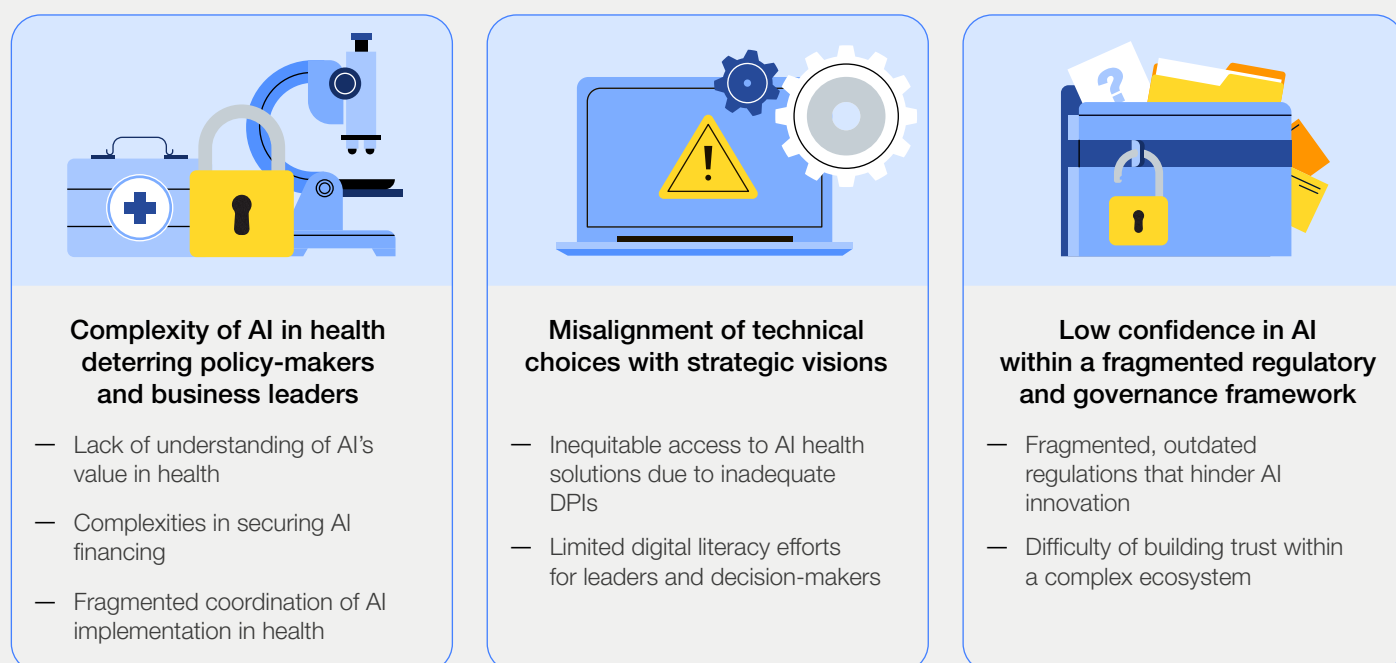 Complexity of AI in health
deterring policy-makers
and business leaders
— Lack of understanding of AI's
value in health
— Complexities in securing AI
financing
— Fragmented coordination of AI
implementation in health
!
Misalignment of technical
choices with strategic visions
— Inequitable access to AI health
solutions due to inadequate
DPIs
— Limited digital literacy efforts
for leaders and decision-makers
?
Low confidence in AI
within a fragmented regulatory
and governance framework
— Fragmented, outdated
regulations that hinder AI
innovation
— Difficulty of building trust within
a complex ecosystem